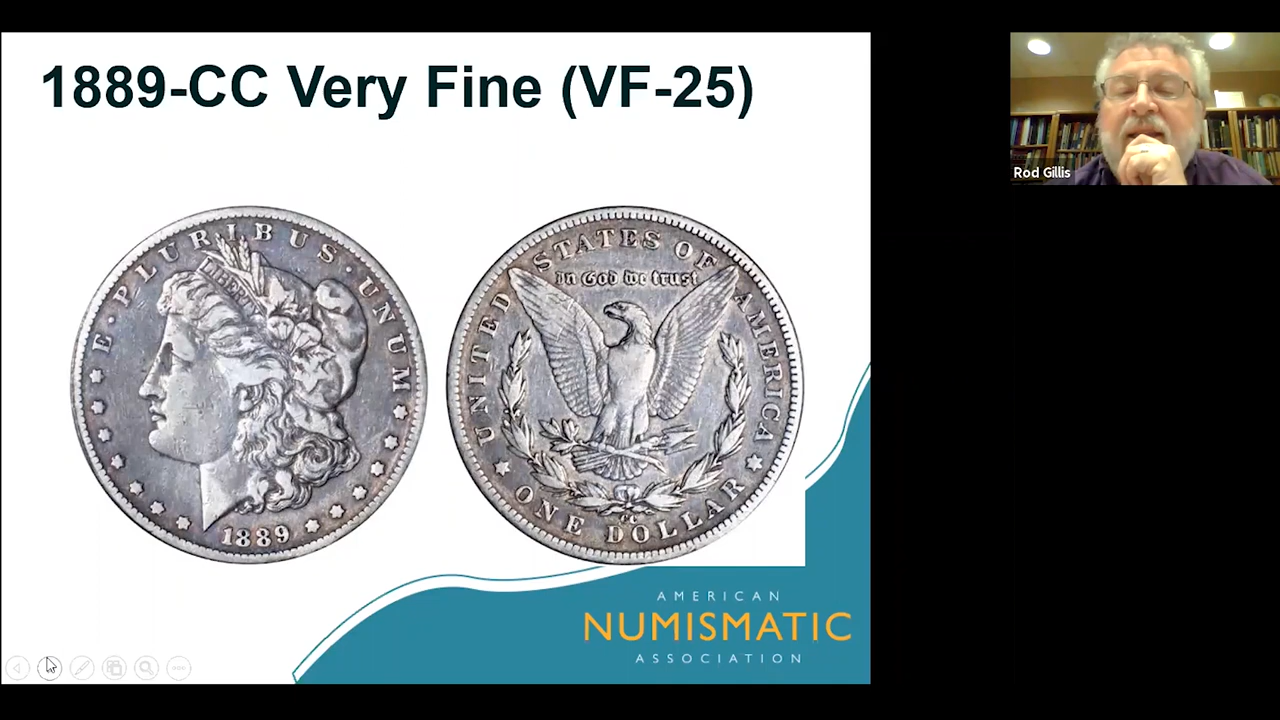 1889-CC Very Fine (VF-25)
Rod Gillis
E · PLURIBUS · UNUM
LIBERTY
1889
UNITED STATES OF AMERICA
In God we trust
CC
ONE DOLLAR
AMERICAN
NUMISMATIC
ASSOCIATION